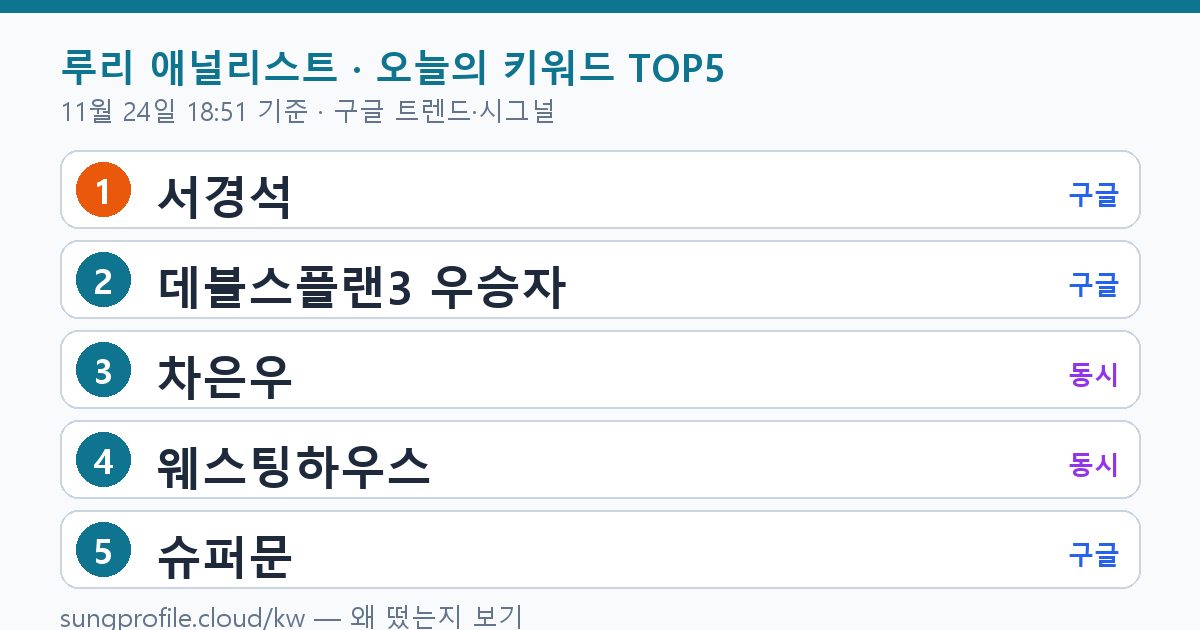 루리 애널리스트 · 오늘의 키워드 TOP5
11월 24일 18:51 기준 · 구글 트렌드·시그널
1 서경석 구글
2 데블스플랜3 우승자 구글
3 차은우 동시
4 웨스팅하우스 동시
5 슈퍼문 구글
sungprofile.cloud/kw — 왜 떴는지 보기